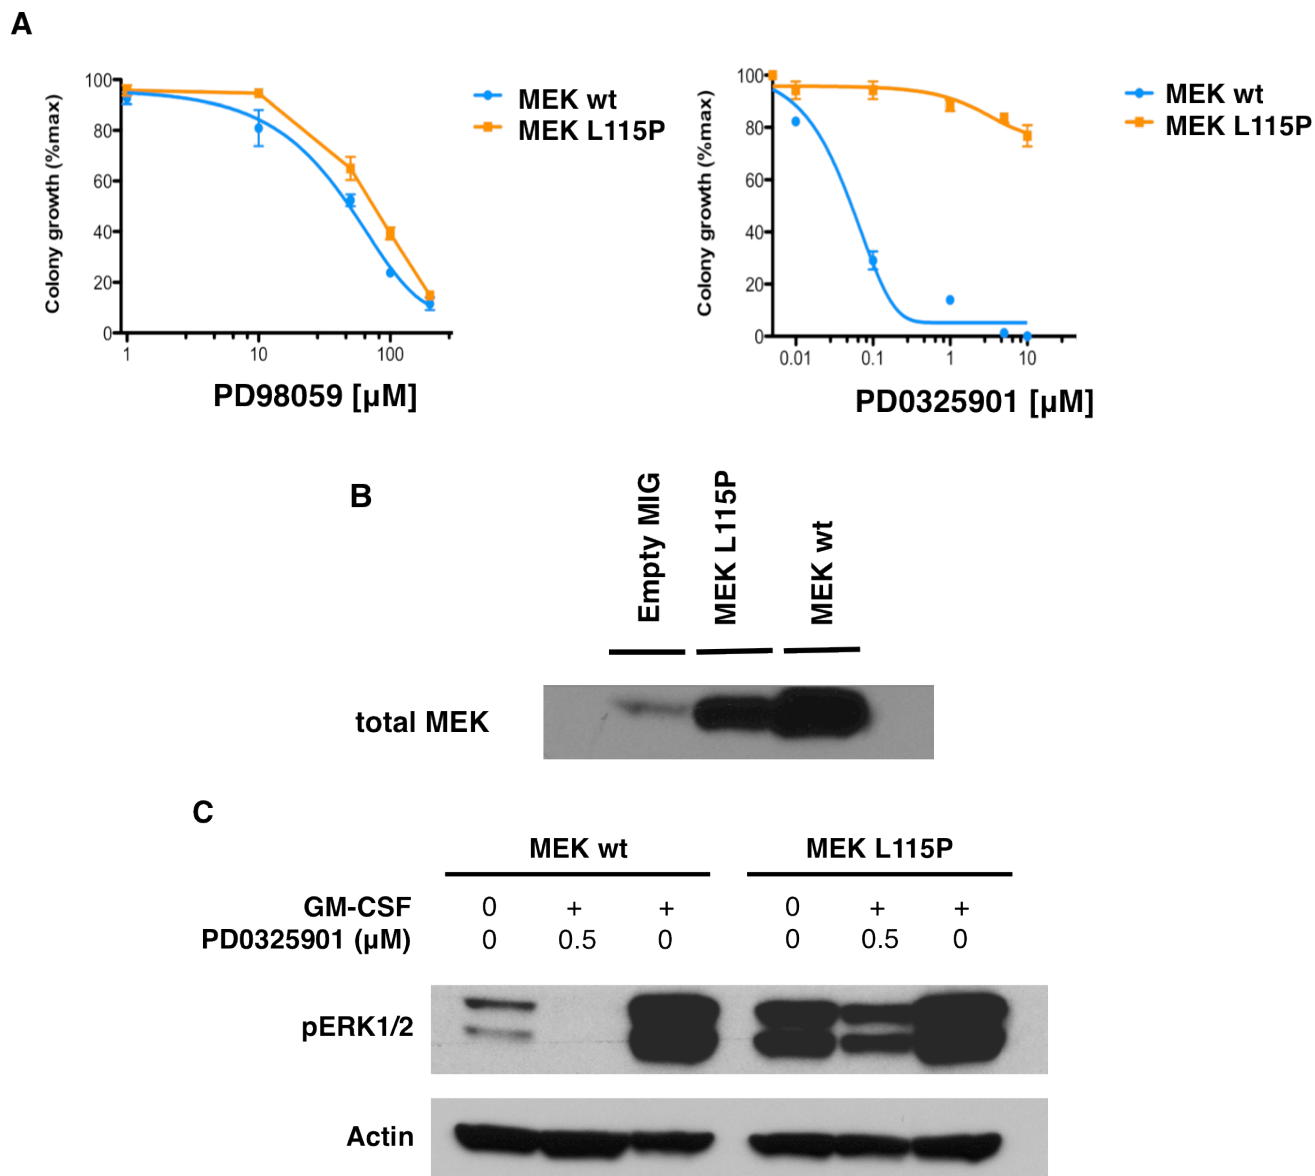 A
100
80
60
40
20
0
Colony growth (%max)
1 10 100
PD98059 [µM]
MEK wt
MEK L115P
100
80
60
40
20
0
Colony growth (%max)
0.01 0.1 1 10
PD0325901 [µM]
MEK wt
MEK L115P
B
Empty MIG
MEK L115P
MEK wt
total MEK
C
MEK wt MEK L115P
GM-CSF 0 + + 0 + +
PD0325901 (µM) 0 0.5 0 0 0.5 0
pERK1/2
Actin